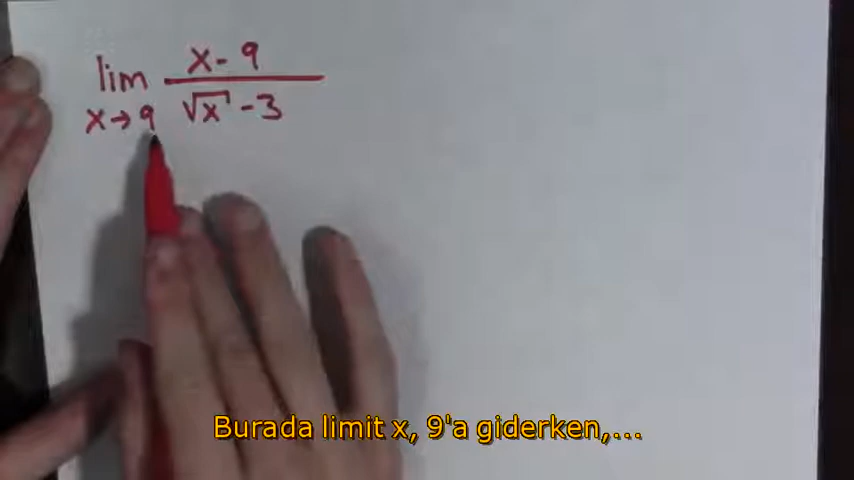 lim x - 9
x → 9 √x - 3
Burada limit x, 9'a giderken,...